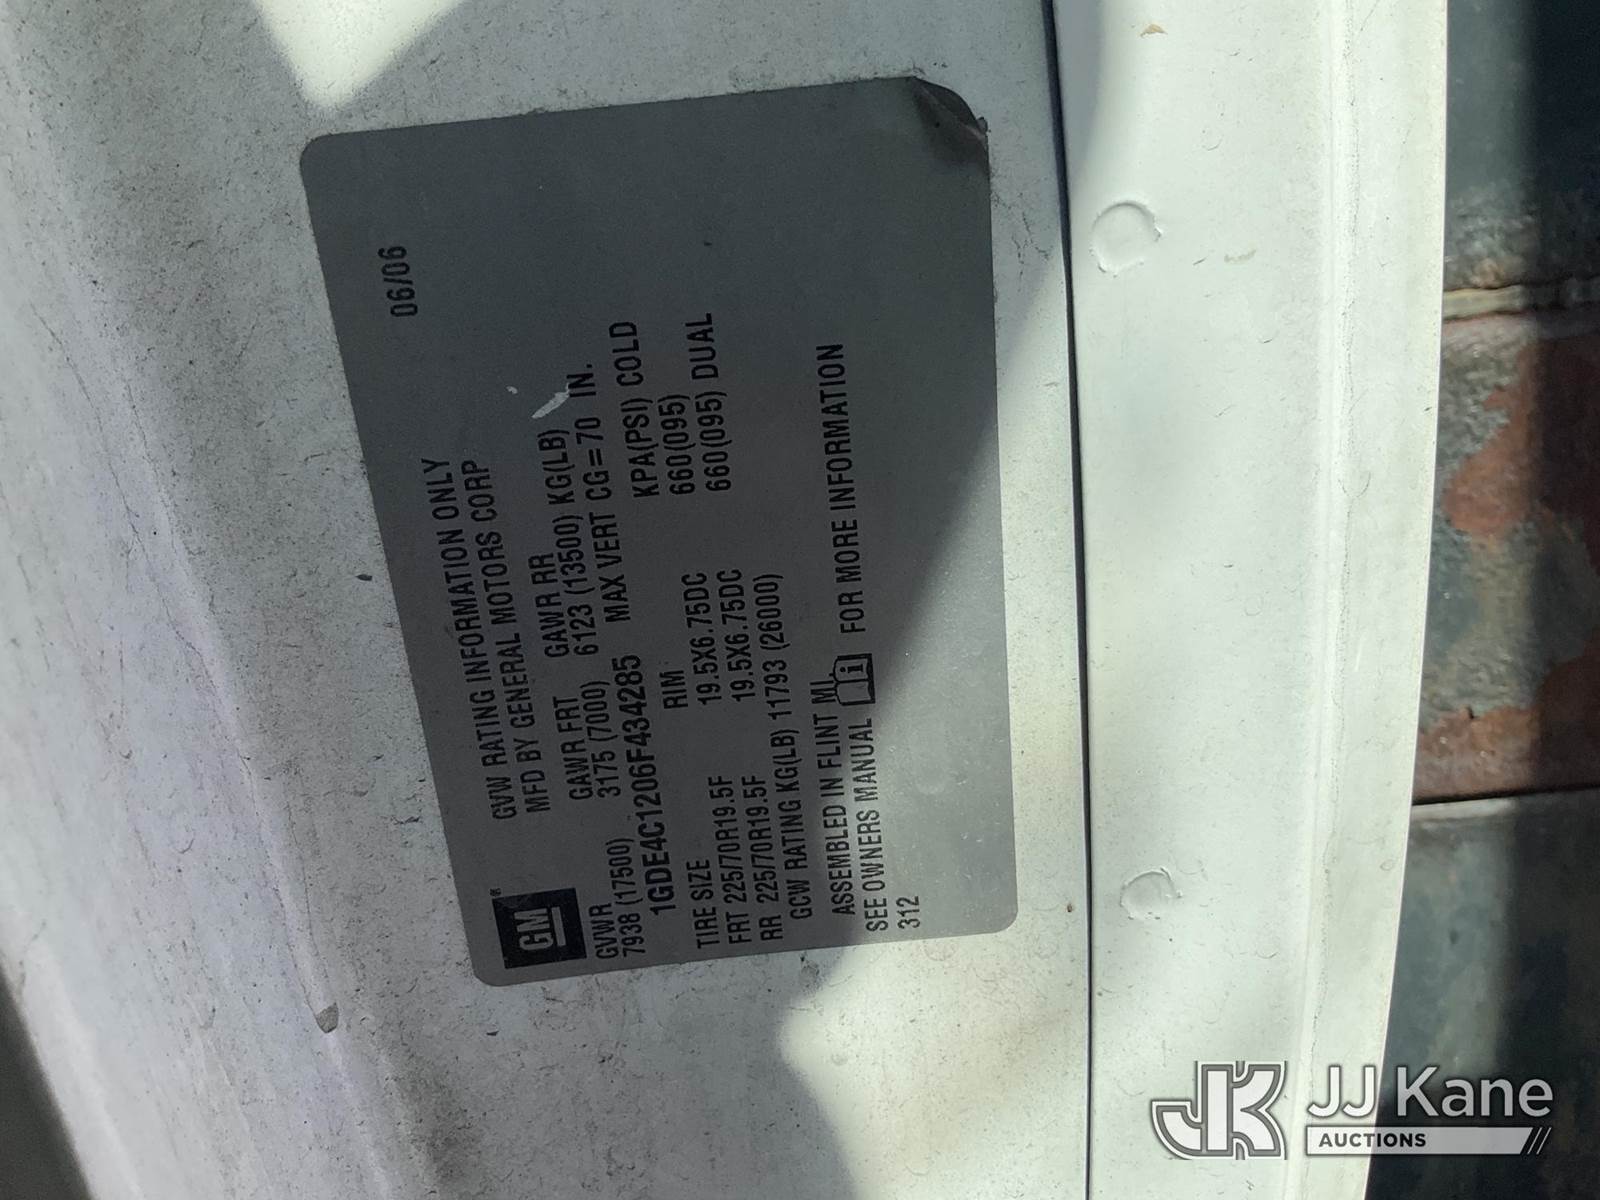 06/06
GVW RATING INFORMATION ONLY
MFD BY GENERAL MOTORS CORP
GM®
GVWR GAWR FRT GAWR RR
7938 (17500) 3175 (7000) 6123 (13500) KG(LB)
1GDE4C1206F434285 MAX VERT CG=70 IN.
TIRE SIZE RIM KPA(PSI) COLD
FRT 225/70R19.5F 19.5X6.75DC 660(095)
RR 225/70R19.5F 19.5X6.75DC 660(095) DUAL
GCW RATING KG(LB) 11793 (26000)
ASSEMBLED IN FLINT MI
SEE OWNERS MANUAL i FOR MORE INFORMATION
312
JK JJ Kane
AUCTIONS